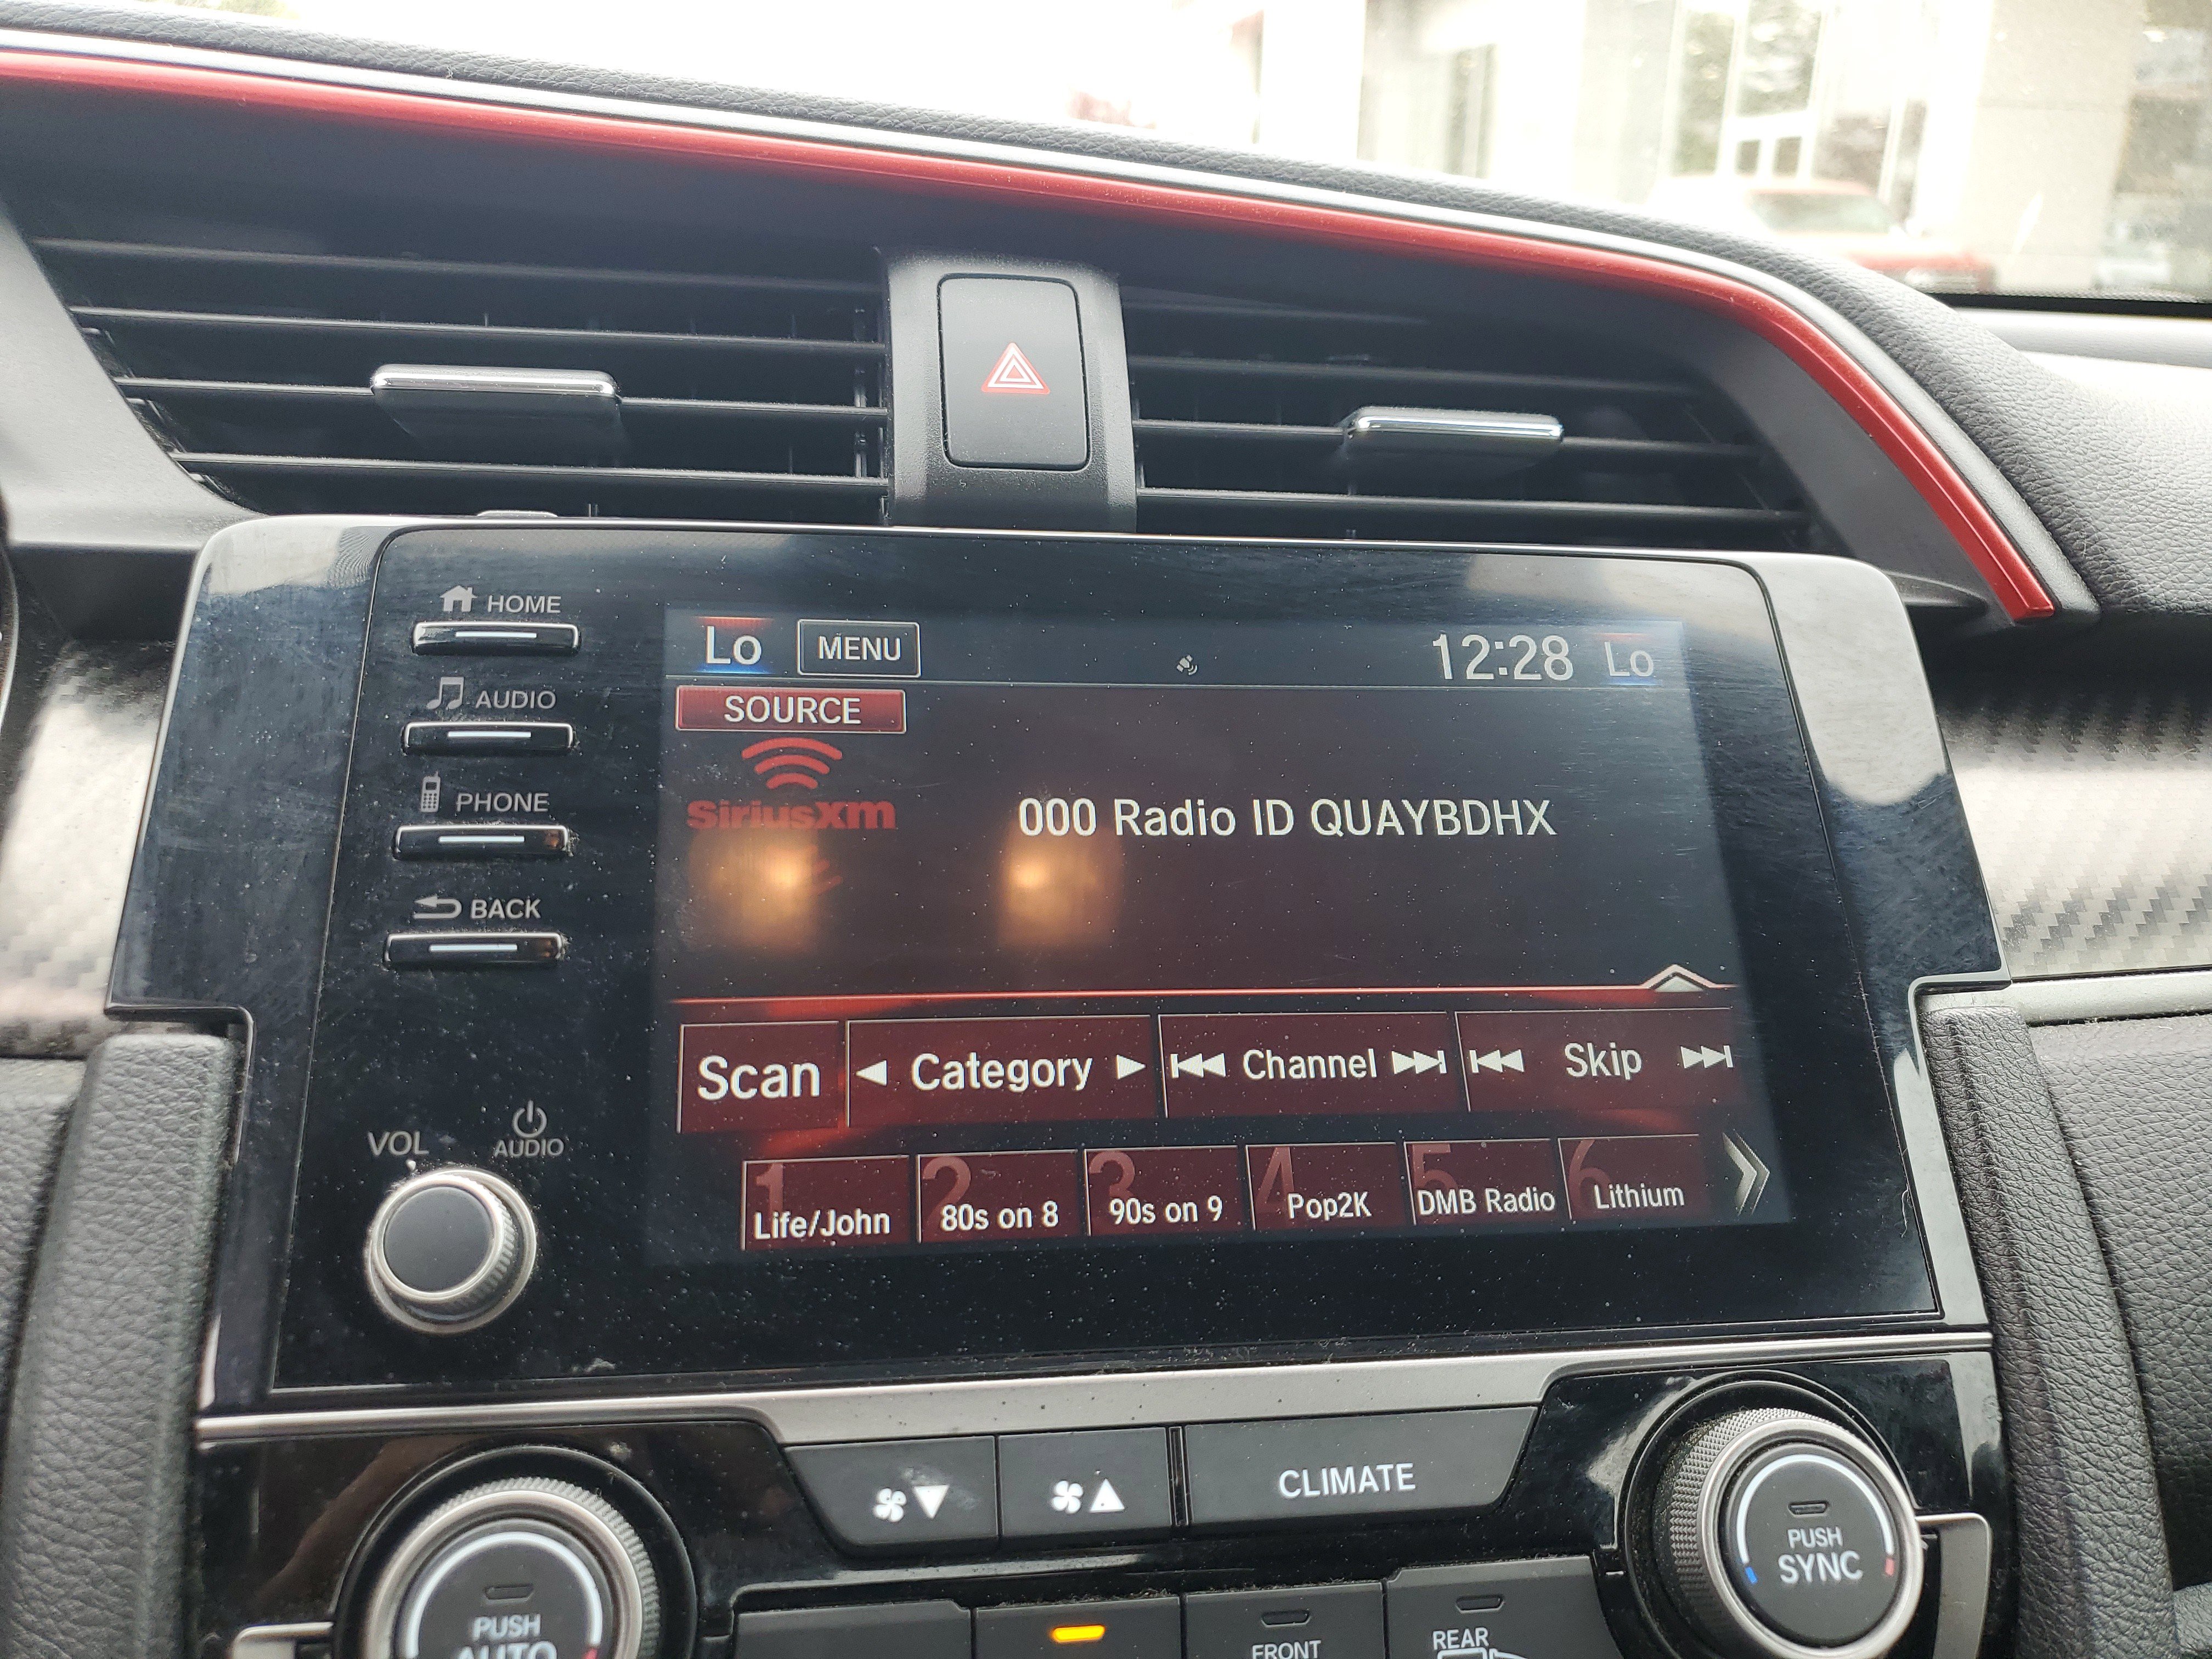 HOME
AUDIO
PHONE
BACK
VOL
AUDIO
Lo MENU 12:28 Lo
SOURCE
SiriusXM
000 Radio ID QUAYBDHX
Scan Category Channel Skip
1 2 3 4 5 6
Life/John 80s on 8 90s on 9 Pop2K DMB Radio Lithium
CLIMATE
PUSH
SYNC
PUSH
AUTO
FRONT
REAR